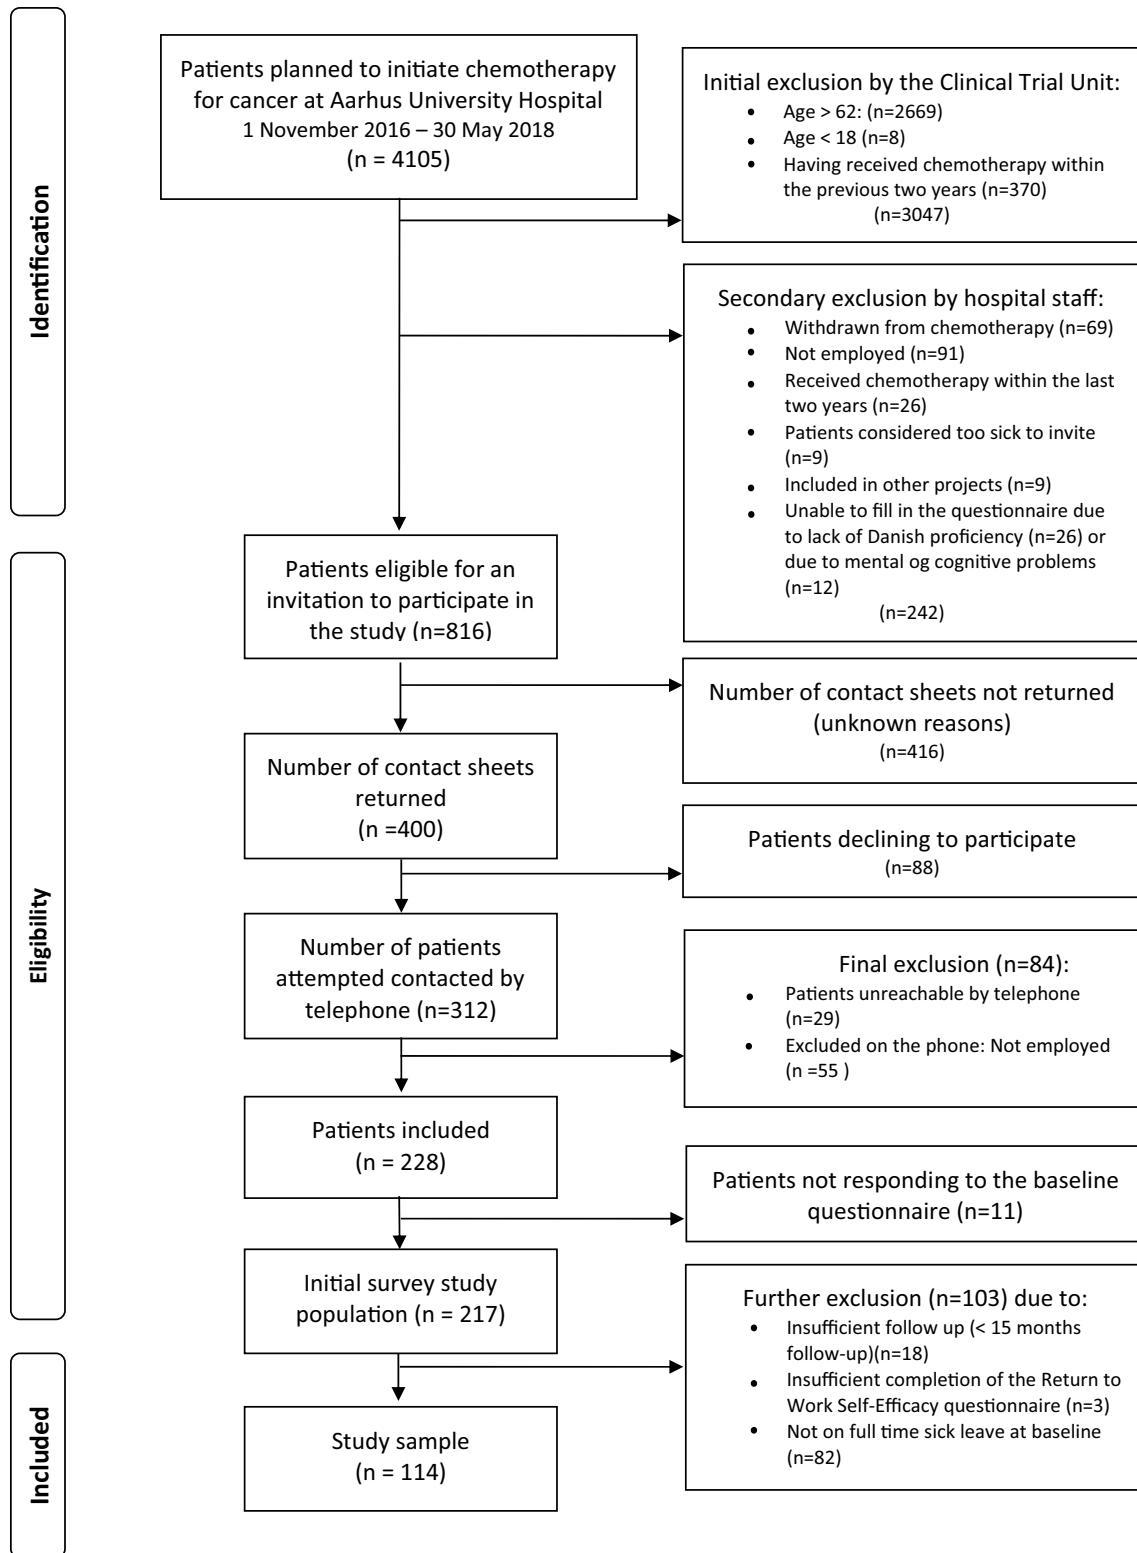 Identification
Patients planned to initiate chemotherapy
for cancer at Aarhus University Hospital
1 November 2016 – 30 May 2018
(n = 4105)
Initial exclusion by the Clinical Trial Unit:
• Age > 62: (n=2669)
• Age < 18 (n=8)
• Having received chemotherapy within
the previous two years (n=370)
(n=3047)
Secondary exclusion by hospital staff:
• Withdrawn from chemotherapy (n=69)
• Not employed (n=91)
• Received chemotherapy within the last
two years (n=26)
• Patients considered too sick to invite
(n=9)
• Included in other projects (n=9)
• Unable to fill in the questionnaire due
to lack of Danish proficiency (n=26) or
due to mental og cognitive problems
(n=12)
(n=242)
Eligibility
Patients eligible for an
invitation to participate in
the study (n=816)
Number of contact sheets not returned
(unknown reasons)
(n=416)
Number of contact sheets
returned
(n =400)
Patients declining to participate
(n=88)
Number of patients
attempted contacted by
telephone (n=312)
Final exclusion (n=84):
• Patients unreachable by telephone
(n=29)
• Excluded on the phone: Not employed
(n =55 )
Patients included
(n = 228)
Patients not responding to the baseline
questionnaire (n=11)
Initial survey study
population (n = 217)
Further exclusion (n=103) due to:
• Insufficient follow up (< 15 months
follow-up)(n=18)
• Insufficient completion of the Return to
Work Self-Efficacy questionnaire (n=3)
• Not on full time sick leave at baseline
(n=82)
Included
Study sample
(n = 114)